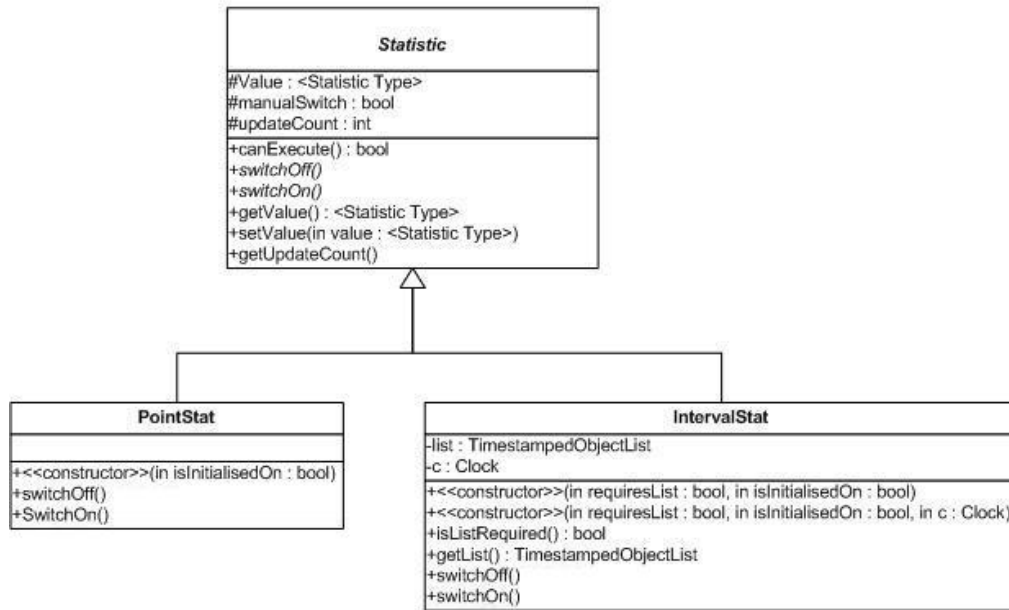 Statistic
#Value : <Statistic Type>
#manualSwitch : bool
#updateCount : int
+canExecute() : bool
+switchOff()
+switchOn()
+getValue() : <Statistic Type>
+setValue(in value : <Statistic Type>)
+getUpdateCount()
PointStat
+<<constructor>>(in isInitialisedOn : bool)
+switchOff()
+SwitchOn()
IntervalStat
-list : TimestampedObjectList
-c : Clock
+<<constructor>>(in requiresList : bool, in isInitialisedOn : bool)
+<<constructor>>(in requiresList : bool, in isInitialisedOn : bool, in c : Clock)
+isListRequired() : bool
+getList() : TimestampedObjectList
+switchOff()
+switchOn()